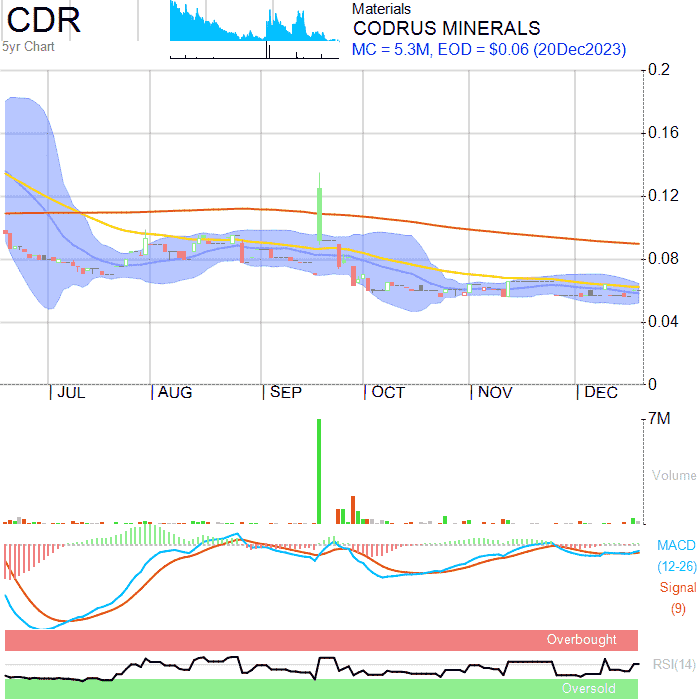 CDR
5yr Chart
Materials
CODRUS MINERALS
MC = 5.3M, EOD = $0.06 (20Dec2023)
0.2
0.16
0.12
0.08
0.04
0
JUL AUG SEP OCT NOV DEC
7M
Volume
MACD
(12-26)
Signal
(9)
Overbought
RSI(14)
Oversold